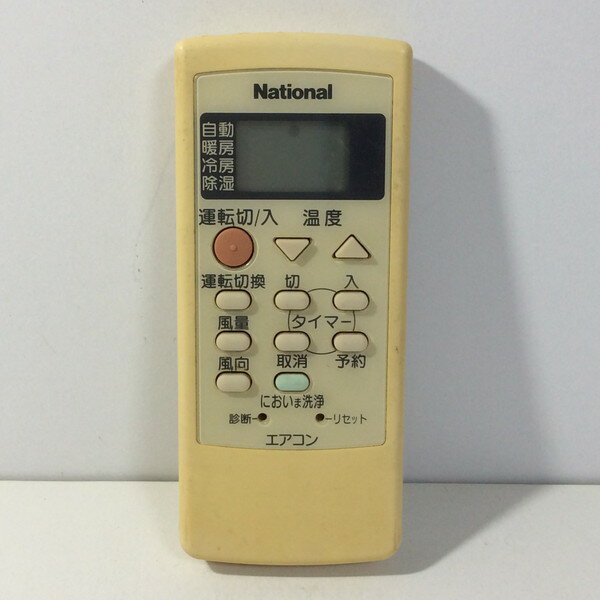 National
自動
暖房
冷房
除湿
運転切/入 温度
運転切換 切 入
風量 タイマー
風向 取消 予約
においま洗浄
診断 リセット
エアコン